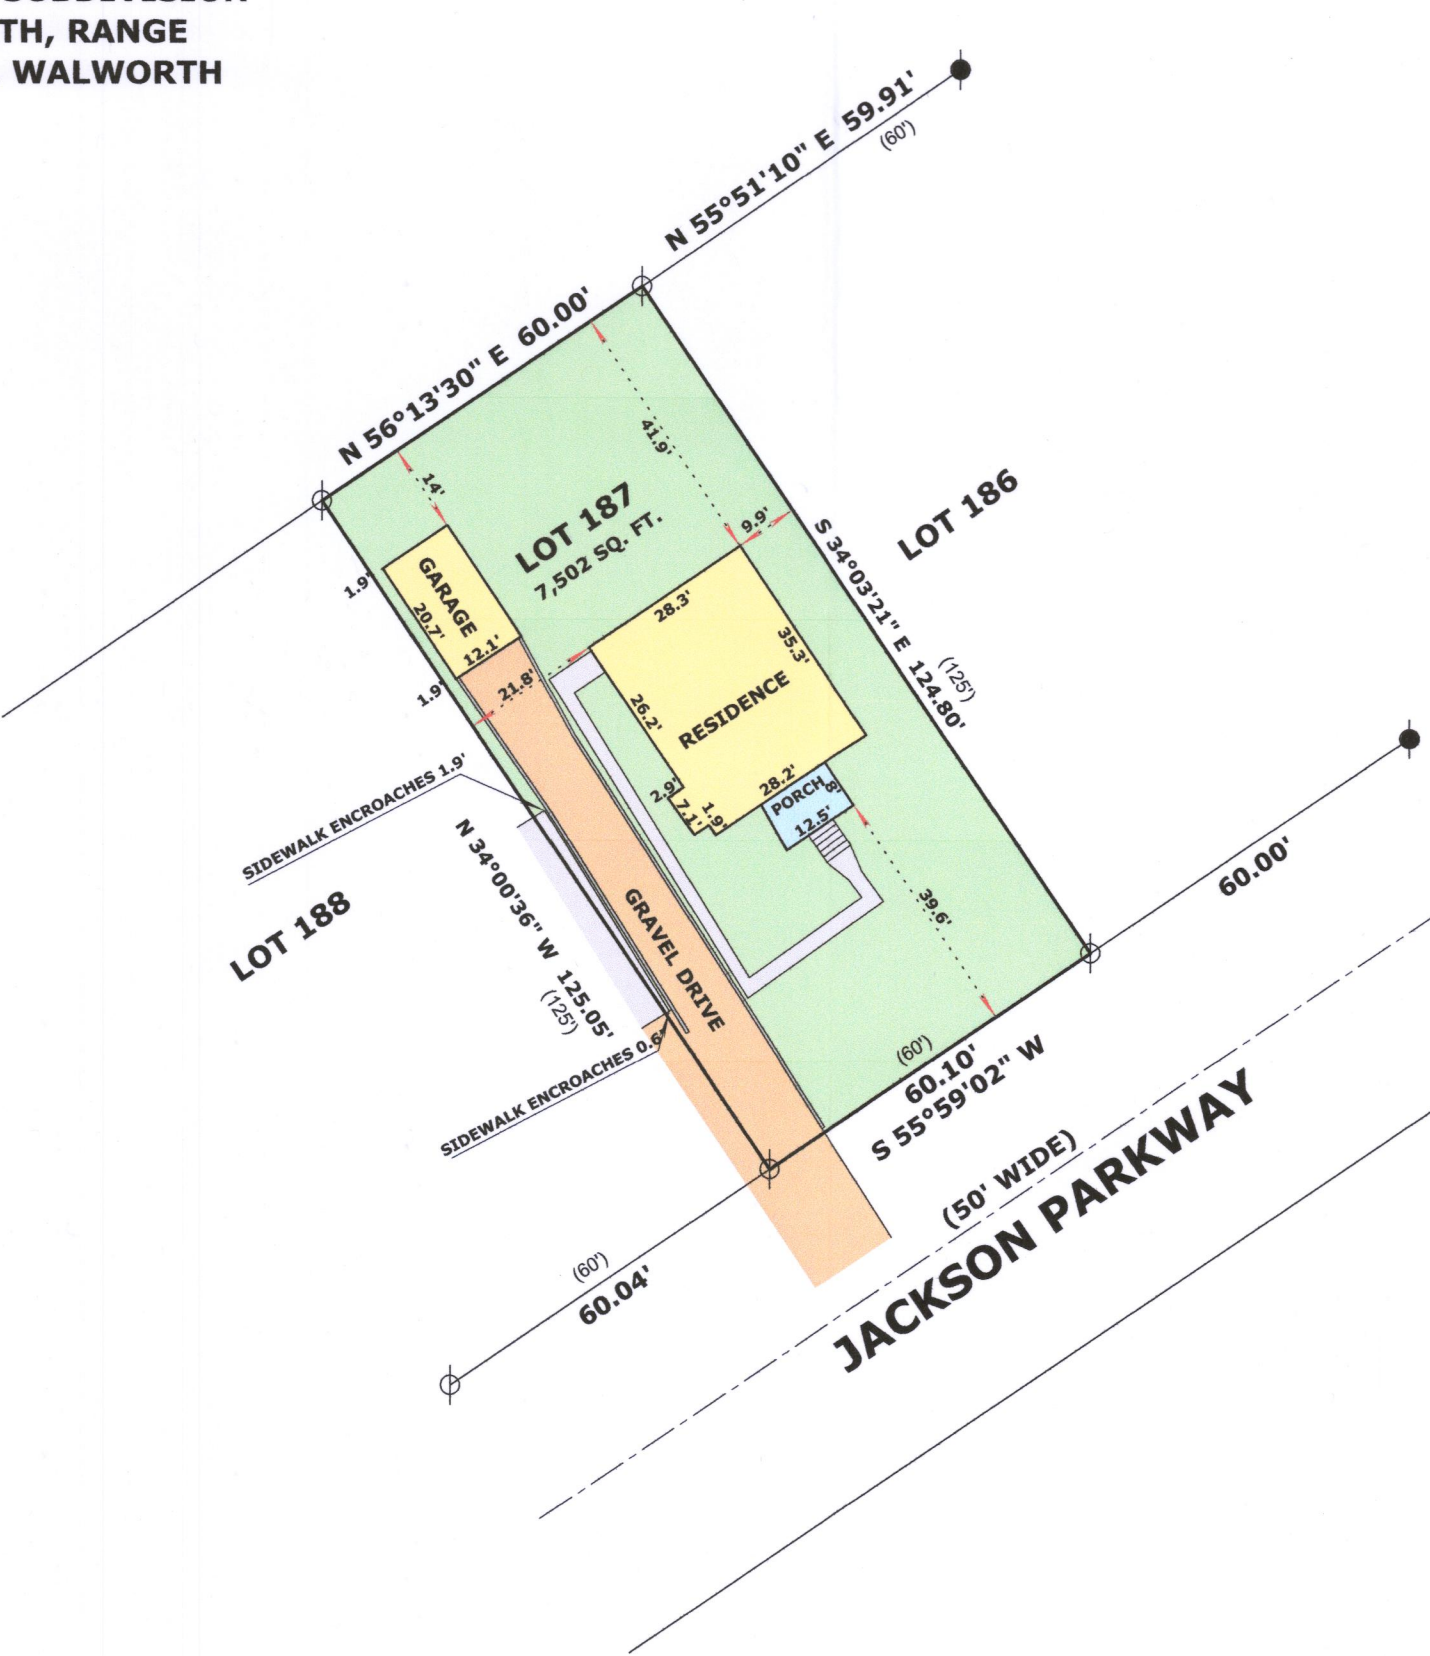 SUBDIVISION
TH, RANGE
WALWORTH
N 55°51'10" E 59.91'
(60')
N 56°13'30" E 60.00'
41.9'
14'
LOT 187
7,502 SQ. FT.
9.9'
LOT 186
S 34°03'21" E 124.80'
(125')
1.9'
GARAGE
20.7'
12.1'
28.3'
35.3'
RESIDENCE
26.2'
1.9'
21.8'
28.2'
2.9'
7.1'
1.9'
PORCH
8'
12.5'
SIDEWALK ENCROACHES 1.9'
LOT 188
N 34°00'36" W 125.05'
(125')
GRAVEL DRIVE
39.6'
60.00'
SIDEWALK ENCROACHES 0.6'
(60')
60.10'
S 55°59'02" W
(50' WIDE)
JACKSON PARKWAY
(60')
60.04'